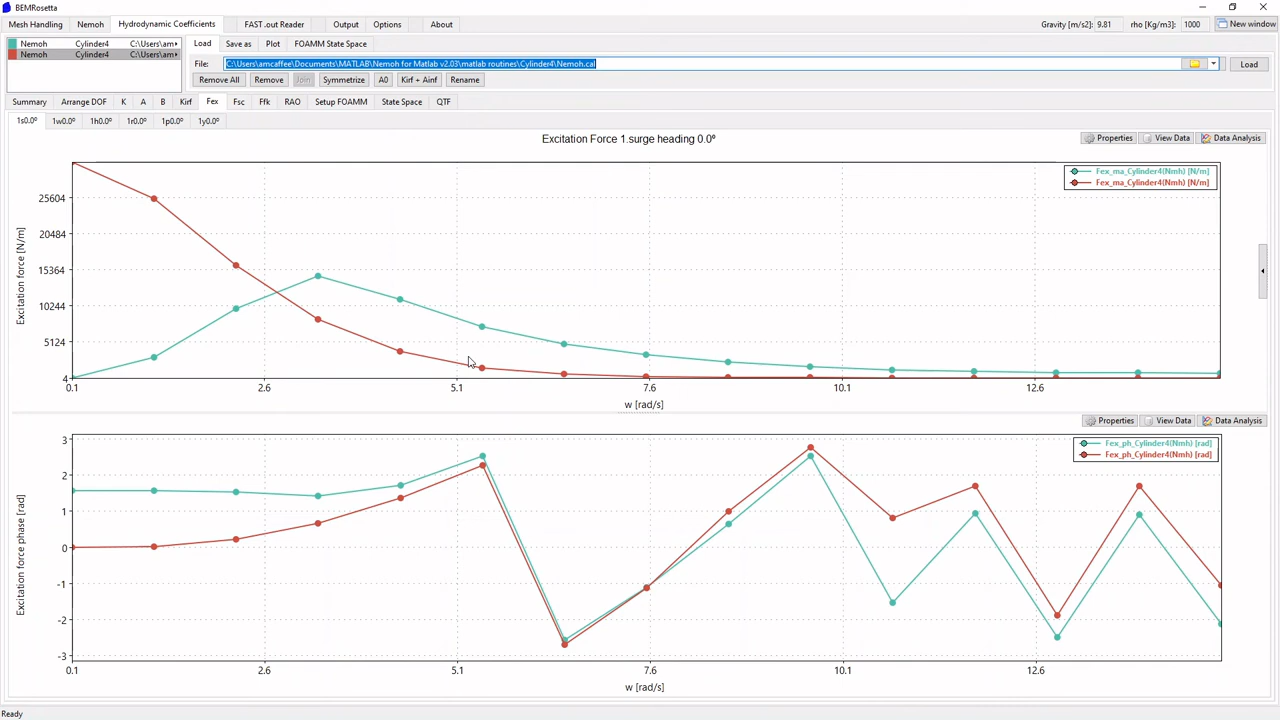 BEMRosetta
Mesh Handling Nemoh Hydrodynamic Coefficients FAST .out Reader Output Options About Gravity [m/s2]: 9.81 rho [Kg/m3]: 1000 New window
Nemoh Cylinder4 C:\Users\am
Nemoh Cylinder4 C:\Users\am
Load Save as Plot FOAMM State Space
File: C:\Users\amcaffee\Documents\MATLAB\Nemoh for Matlab v2.03\matlab routines\Cylinder4\Nemoh.cal Load
Remove All Remove Join Symmetrize A0 Kirf + Ainf Rename
Summary Arrange DOF K A B Kirf Fex Fsc Ffk RAO Setup FOAMM State Space QTF
1s0.0º 1w0.0º 1h0.0º 1r0.0º 1p0.0º 1y0.0º
Excitation Force 1.surge heading 0.0º
Properties View Data Data Analysis
Fex_ma_Cylinder4(Nmh) [N/m]
Fex_ma_Cylinder4(Nmh) [N/m]
Excitation force [N/m]
25604
20484
15364
10244
5124
4
0.1 2.6 5.1 7.6 10.1 12.6
w [rad/s]
Properties View Data Data Analysis
Fex_ph_Cylinder4(Nmh) [rad]
Fex_ph_Cylinder4(Nmh) [rad]
Excitation force phase [rad]
3
2
1
0
-1
-2
-3
0.1 2.6 5.1 7.6 10.1 12.6
w [rad/s]
Ready